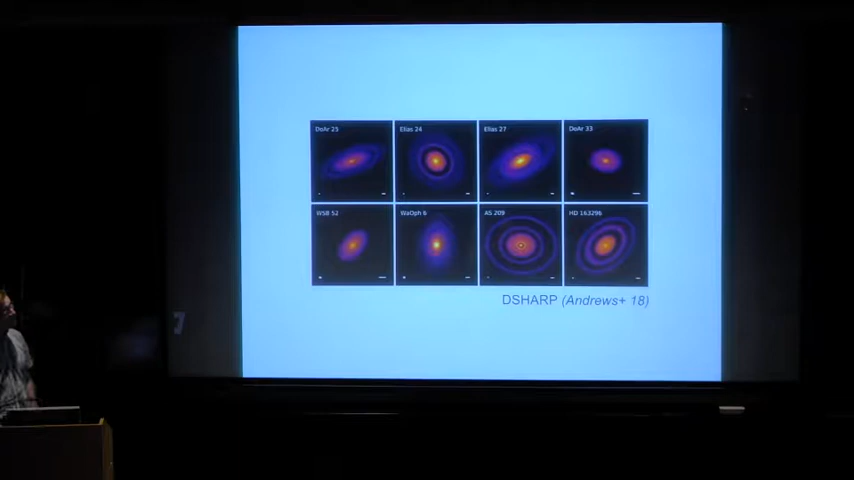 DoAr 25
Elias 24
Elias 27
DoAr 33
WSB 52
WaOph 6
AS 209
HD 163296
DSHARP (Andrews+ 18)